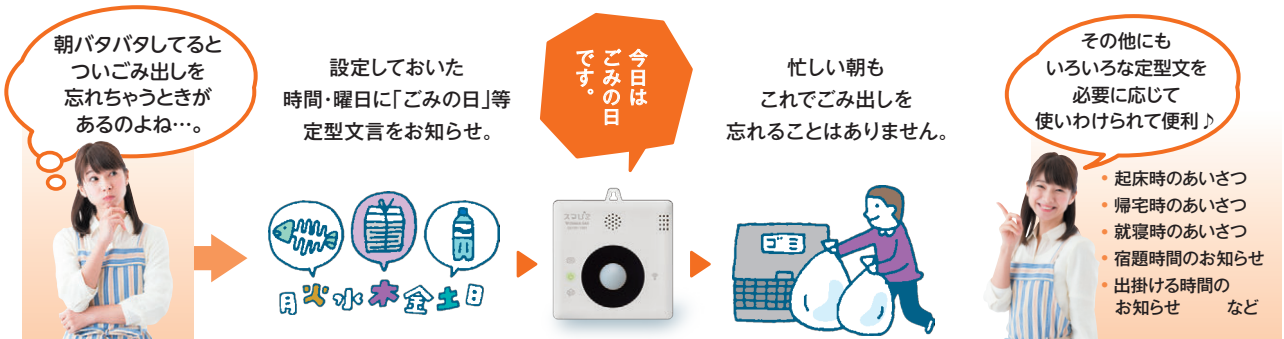 朝バタバタしてると
ついごみ出しを
忘れちゃうときが
あるのよね…。
設定しておいた
時間・曜日に「ごみの日」等
定型文言をお知らせ。
月火水木金土日
今日は
ごみの日
です。
スマリモ
忙しい朝も
これでごみ出しを
忘れることはありません。
ゴミ
その他にも
いろいろな定型文を
必要に応じて
使いわけられて便利♪
• 起床時のあいさつ
• 帰宅時のあいさつ
• 就寝時のあいさつ
• 宿題時間のお知らせ
• 出掛ける時間の
お知らせ など